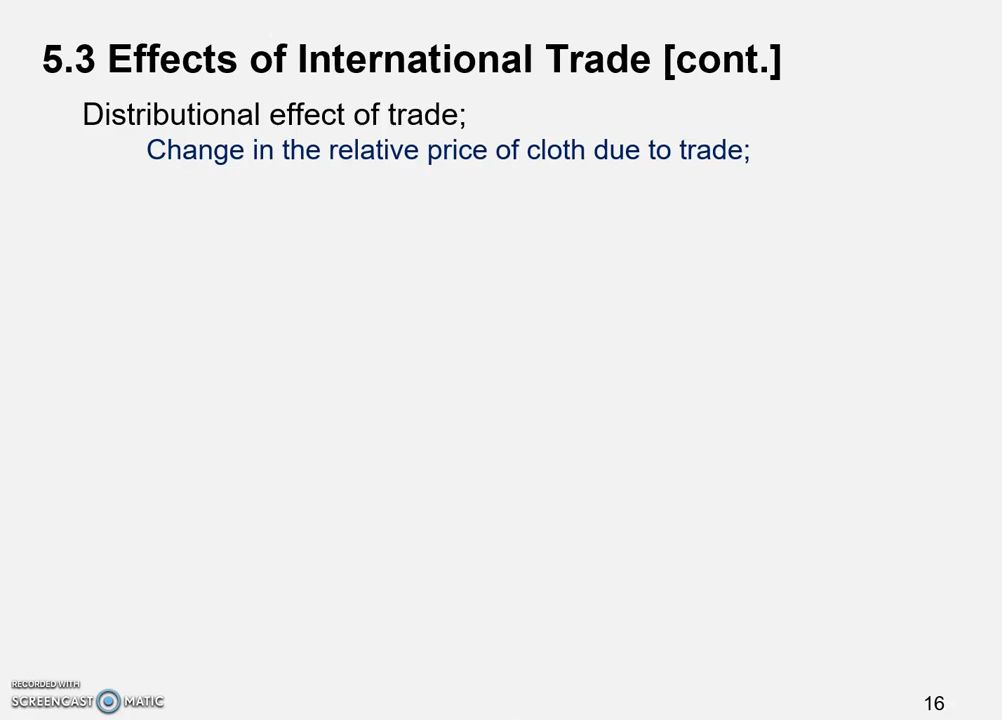 5.3 Effects of International Trade [cont.]
Distributional effect of trade;
Change in the relative price of cloth due to trade;
RECORDED WITH
SCREENCAST MATIC
16